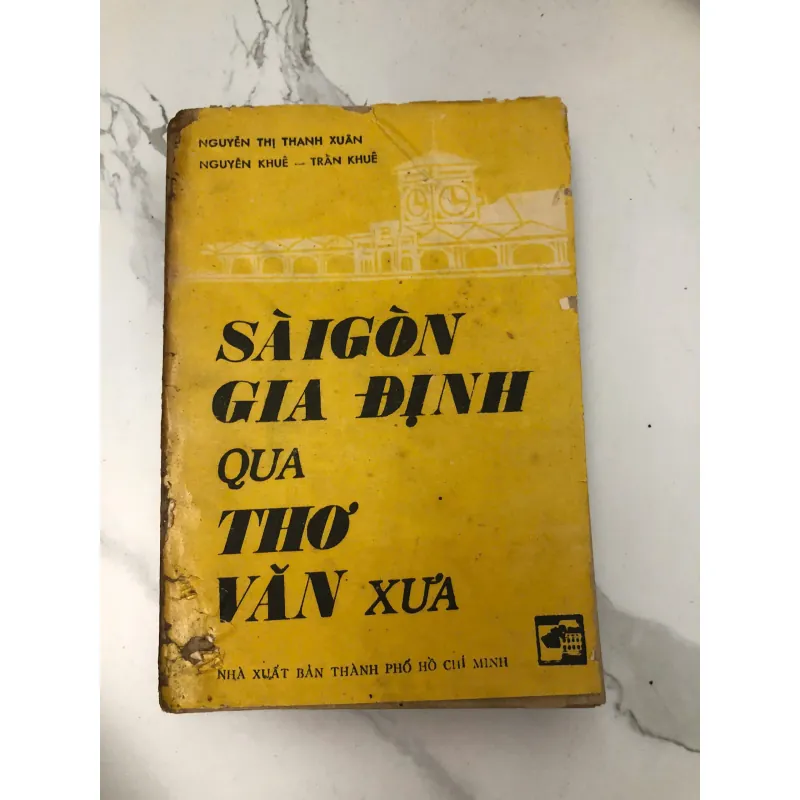 NGUYỄN THỊ THANH XUÂN
NGUYÊN KHUÊ — TRẦN KHUÊ
SÀIGÒN
GIA ĐỊNH
QUA
THƠ
VĂN XƯA
NHÀ XUẤT BẢN THÀNH PHỐ HỒ CHÍ MINH